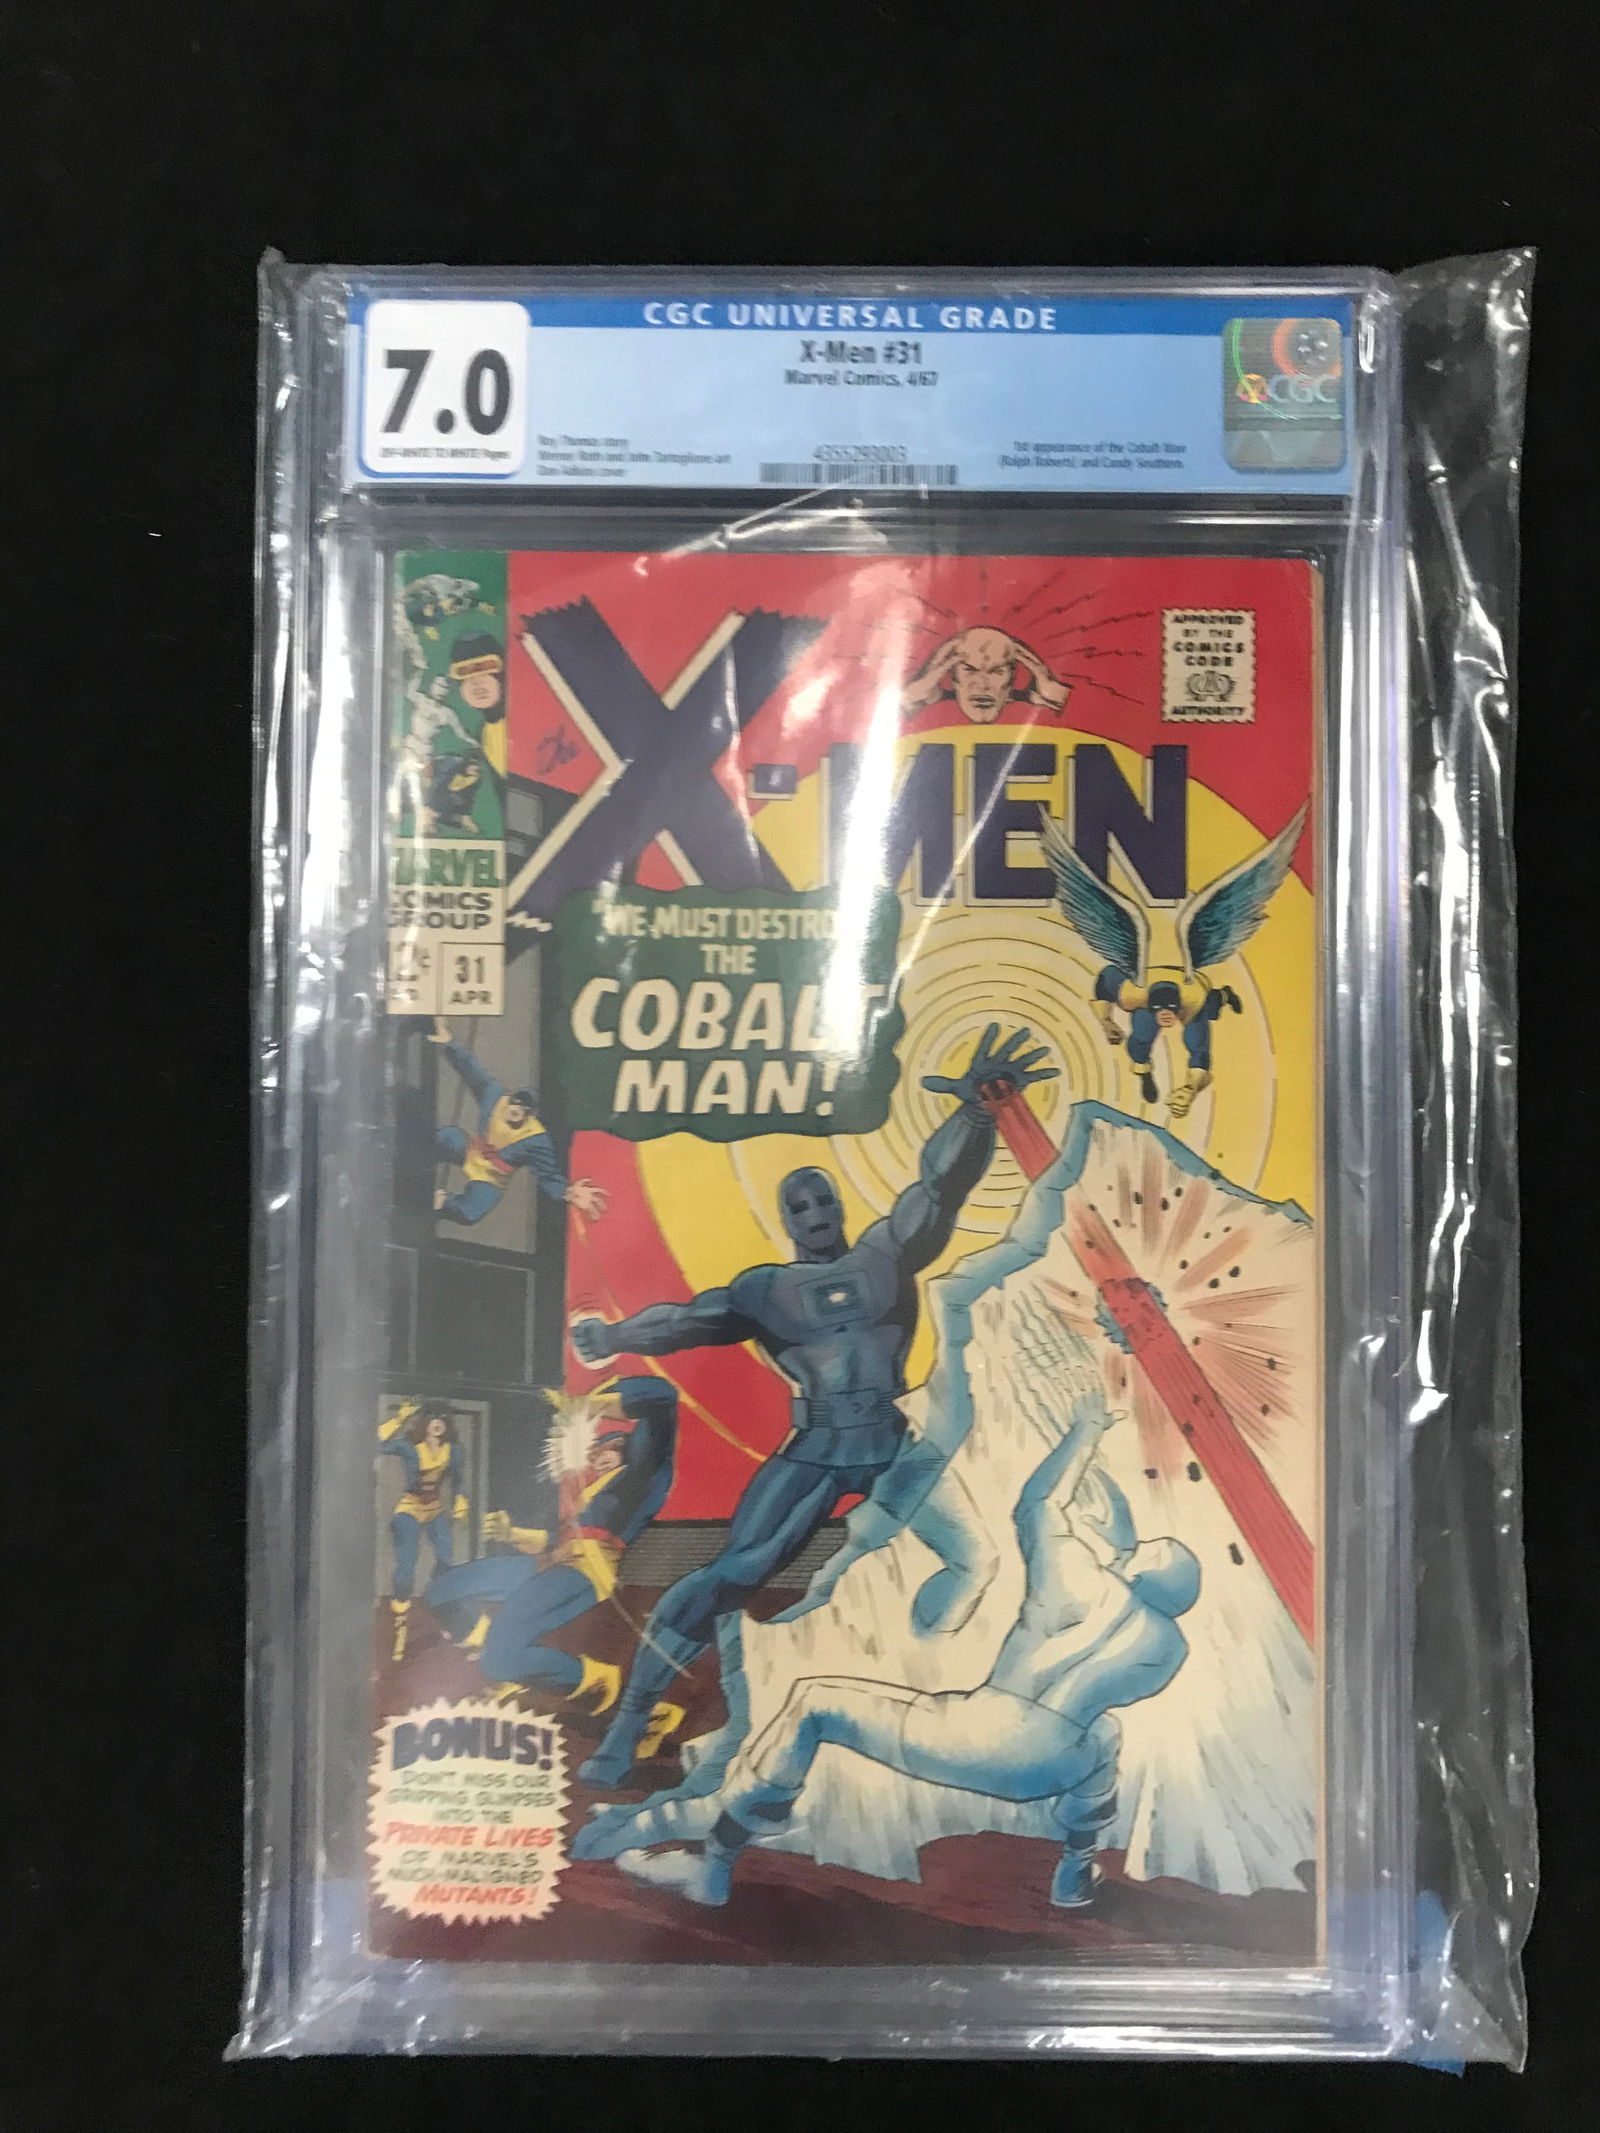 CGC UNIVERSAL GRADE
7.0
OFF-WHITE TO WHITE Pages
X-Men #31
Marvel Comics, 4/67
Roy Thomas story
Werner Roth and John Tartaglione art
Dan Adkins cover
4355293003
1st appearance of the Cobalt Man
(Ralph Roberts) and Candy Southern.
CGC
APPROVED
BY THE
COMICS
CODE
A
AUTHORITY
The
X-MEN
MARVEL
COMICS
GROUP
31
APR
"WE MUST DESTROY
THE
COBALT
MAN!
BONUS!
DON'T MISS OUR
GRIPPING GLIMPSES
INTO THE
PRIVATE LIVES
OF MARVEL'S
MUCH-MALIGNED
MUTANTS!